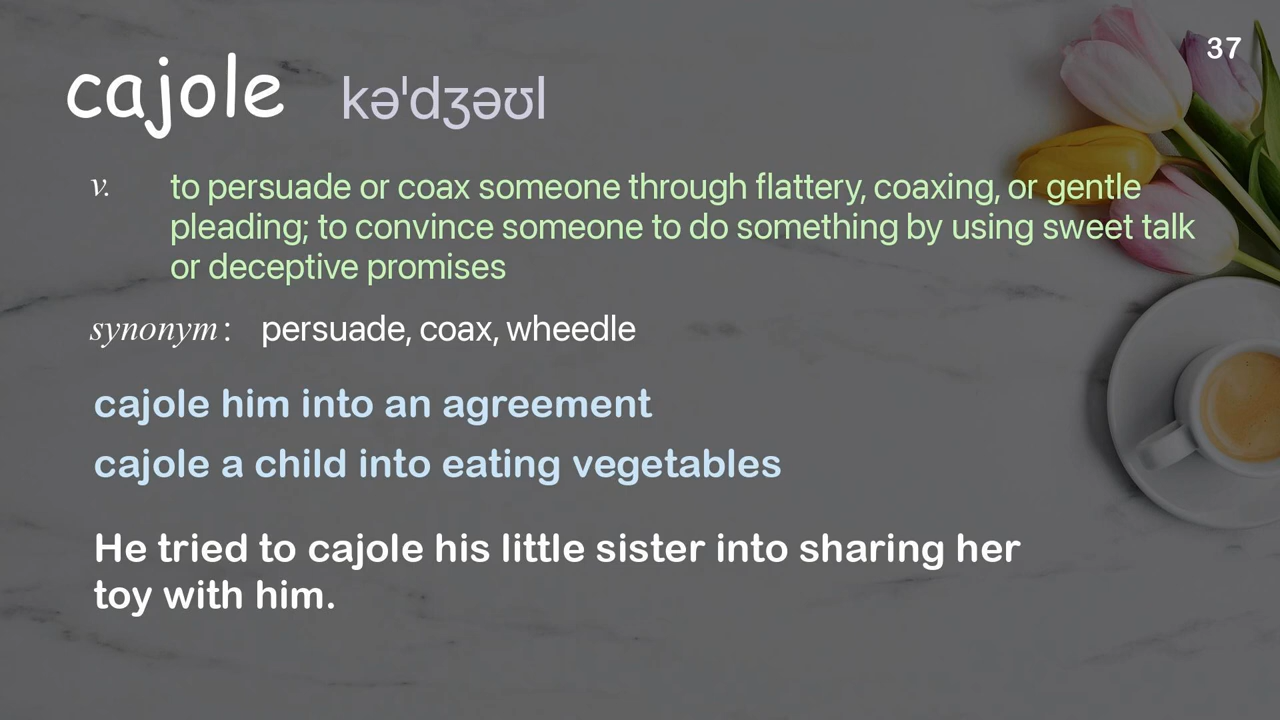 37
cajole kəˈdʒəʊl
v. to persuade or coax someone through flattery, coaxing, or gentle
pleading; to convince someone to do something by using sweet talk
or deceptive promises
synonym: persuade, coax, wheedle
cajole him into an agreement
cajole a child into eating vegetables
He tried to cajole his little sister into sharing her
toy with him.